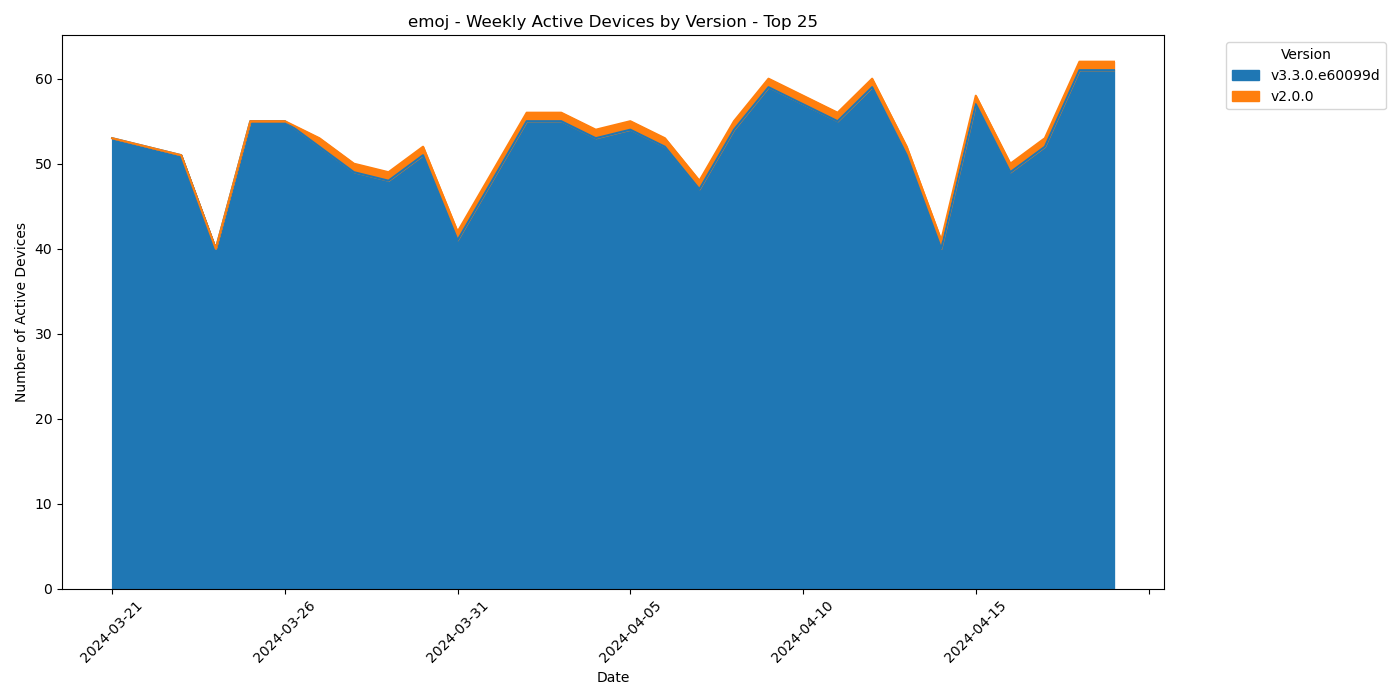 emoj - Weekly Active Devices by Version - Top 25
Version
v3.3.0.e60099d
v2.0.0
Number of Active Devices
60
50
40
30
20
10
0
2024-03-21
2024-03-26
2024-03-31
2024-04-05
2024-04-10
2024-04-15
Date